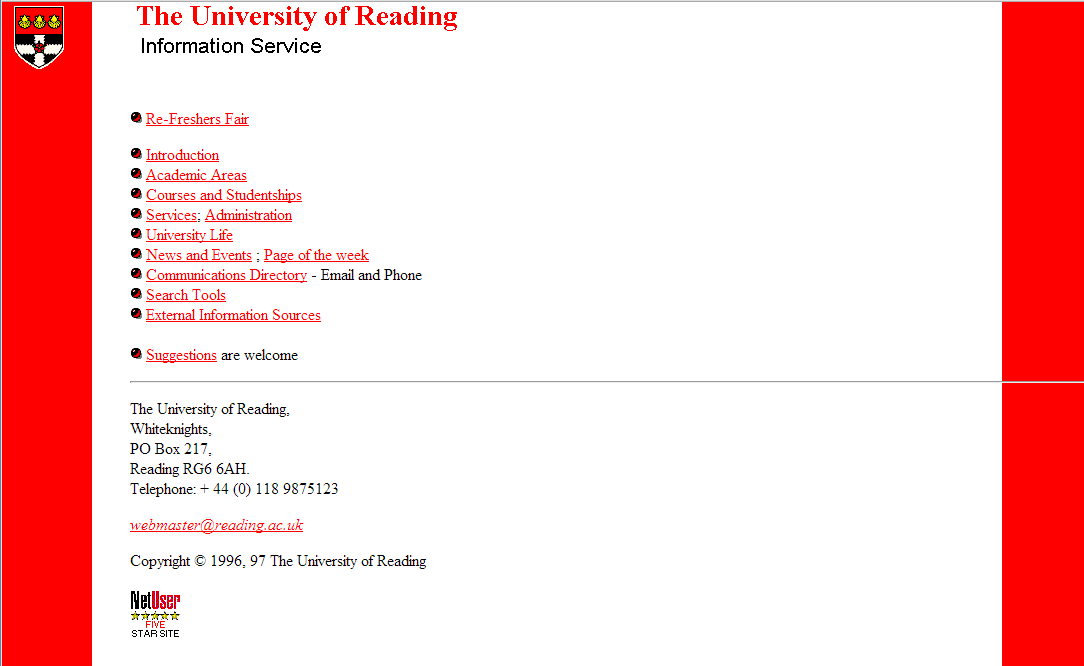 The University of Reading
Information Service
Re-Freshers Fair
Introduction
Academic Areas
Courses and Studentships
Services; Administration
University Life
News and Events ; Page of the week
Communications Directory - Email and Phone
Search Tools
External Information Sources
Suggestions are welcome
The University of Reading,
Whiteknights,
PO Box 217,
Reading RG6 6AH.
Telephone: + 44 (0) 118 9875123
webmaster@reading.ac.uk
Copyright © 1996, 97 The University of Reading
NetUser
FIVE
STAR SITE